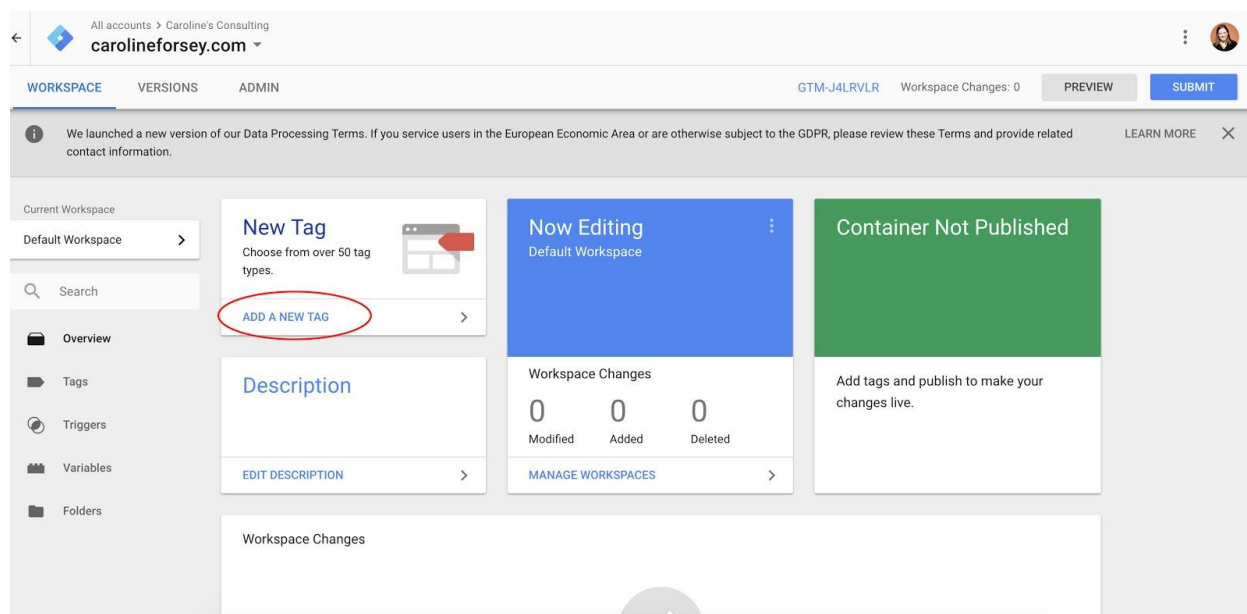 All accounts > Caroline's Consulting
carolineforsey.com
WORKSPACE
VERSIONS
ADMIN
GTM-J4LRVLR
Workspace Changes: 0
PREVIEW
SUBMIT
We launched a new version of our Data Processing Terms. If you service users in the European Economic Area or are otherwise subject to the GDPR, please review these Terms and provide related
contact information.
LEARN MORE
Current Workspace
Default Workspace
Search
Overview
Tags
Triggers
Variables
Folders
New Tag
Choose from over 50 tag
types.
ADD A NEW TAG
Description
EDIT DESCRIPTION
Now Editing
Default Workspace
Workspace Changes
0 0 0
Modified Added Deleted
MANAGE WORKSPACES
Container Not Published
Add tags and publish to make your
changes live.
Workspace Changes